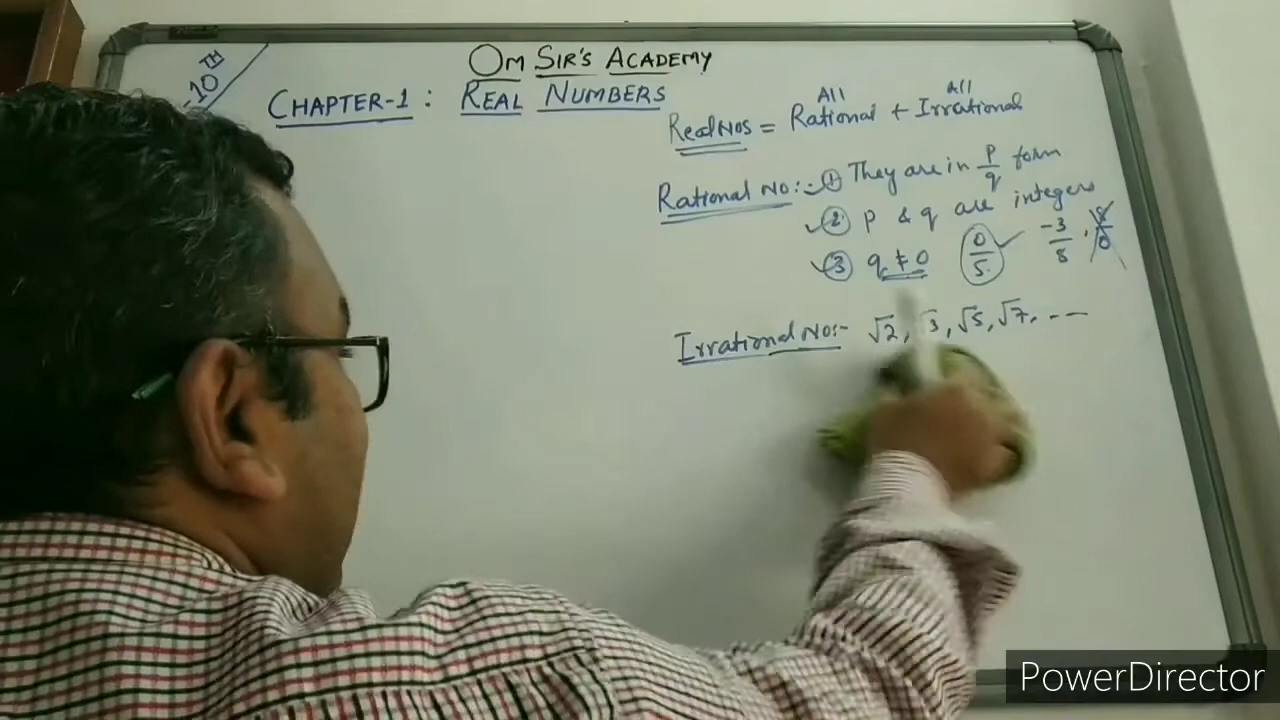 OM SIR'S ACADEMY
-10TH
CHAPTER-1: REAL NUMBERS
All All
Real Nos = Rational + Irrational
Rational No:- ① They are in p/q form
② p & q are integers
③ q ≠ 0 0/5 -3/8, 8/0
Irrational No:- √2, √3, √5, √7, ---
PowerDirector